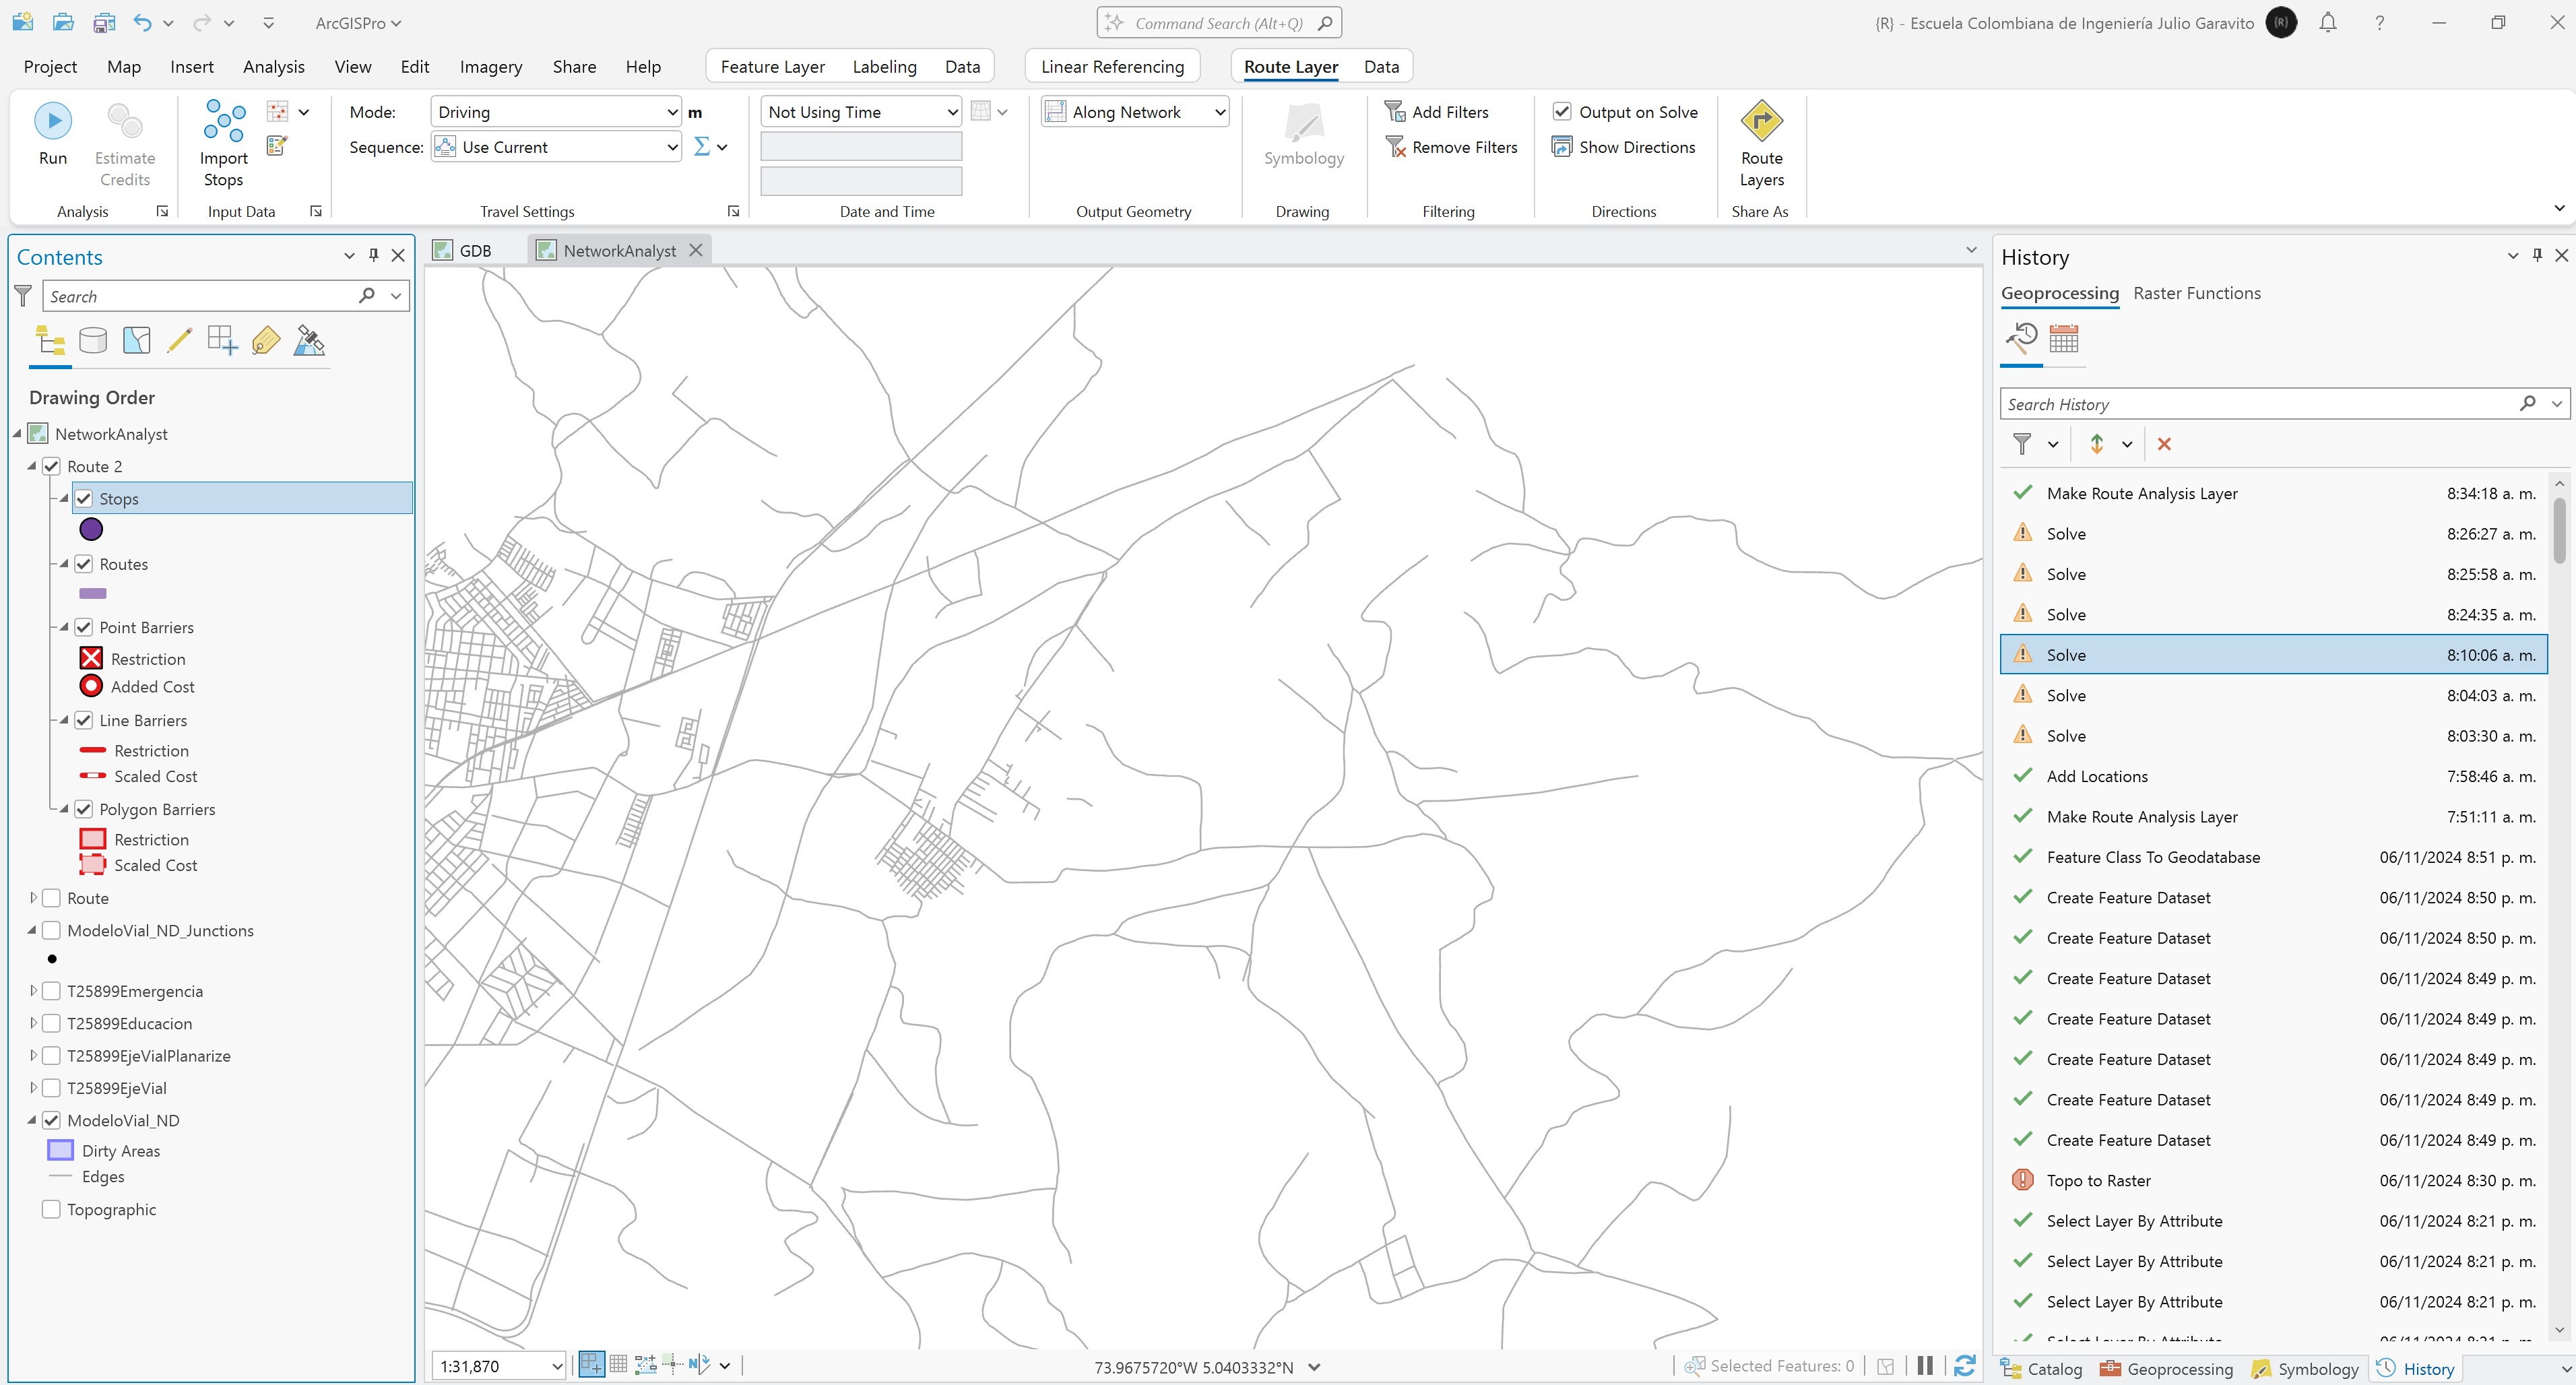 ArcGISPro
Command Search (Alt+Q)
{R} - Escuela Colombiana de Ingeniería Julio Garavito
{R}
Project Map Insert Analysis View Edit Imagery Share Help Feature Layer Labeling Data Linear Referencing Route Layer Data
Run
Estimate Credits
Import Stops
Mode: Driving m
Sequence: Use Current
Not Using Time
Along Network
Symbology
Add Filters
Remove Filters
Output on Solve
Show Directions
Route Layers
Analysis Input Data Travel Settings Date and Time Output Geometry Drawing Filtering Directions Share As
Contents
Search
Drawing Order
NetworkAnalyst
Route 2
Stops
Routes
Point Barriers
Restriction
Added Cost
Line Barriers
Restriction
Scaled Cost
Polygon Barriers
Restriction
Scaled Cost
Route
ModeloVial_ND_Junctions
T25899Emergencia
T25899Educacion
T25899EjeVialPlanarize
T25899EjeVial
ModeloVial_ND
Dirty Areas
Edges
Topographic
GDB NetworkAnalyst
1:31,870
73.9675720°W 5.0403332°N
Selected Features: 0
History
Geoprocessing Raster Functions
Search History
Make Route Analysis Layer 8:34:18 a. m.
Solve 8:26:27 a. m.
Solve 8:25:58 a. m.
Solve 8:24:35 a. m.
Solve 8:10:06 a. m.
Solve 8:04:03 a. m.
Solve 8:03:30 a. m.
Add Locations 7:58:46 a. m.
Make Route Analysis Layer 7:51:11 a. m.
Feature Class To Geodatabase 06/11/2024 8:51 p. m.
Create Feature Dataset 06/11/2024 8:50 p. m.
Create Feature Dataset 06/11/2024 8:50 p. m.
Create Feature Dataset 06/11/2024 8:49 p. m.
Create Feature Dataset 06/11/2024 8:49 p. m.
Create Feature Dataset 06/11/2024 8:49 p. m.
Create Feature Dataset 06/11/2024 8:49 p. m.
Create Feature Dataset 06/11/2024 8:49 p. m.
Topo to Raster 06/11/2024 8:30 p. m.
Select Layer By Attribute 06/11/2024 8:21 p. m.
Select Layer By Attribute 06/11/2024 8:21 p. m.
Select Layer By Attribute 06/11/2024 8:21 p. m.
Select Layer By Attribute 06/11/2024 8:21 p. m.
Catalog Geoprocessing Symbology History